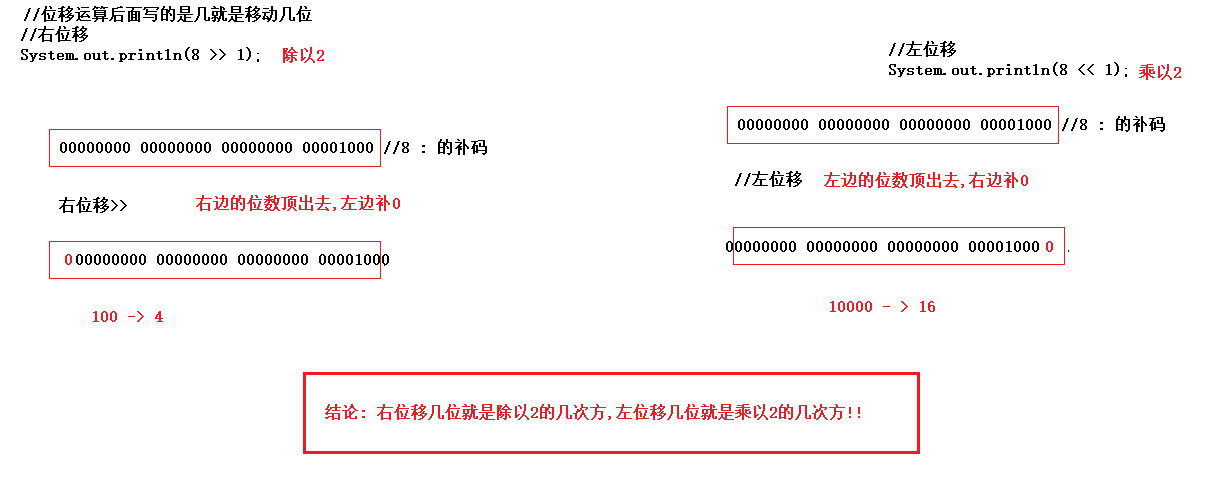 //位移运算后面写的是几就是移动几位
//右位移
System.out.println(8 >> 1); 除以2
00000000 00000000 00000000 00001000 //8 : 的补码
右位移>> 右边的位数顶出去,左边补0
0 00000000 00000000 00000000 00001000
100 -> 4
//左位移
System.out.println(8 << 1); 乘以2
00000000 00000000 00000000 00001000 //8 : 的补码
//左位移 左边的位数顶出去,右边补0
00000000 00000000 00000000 00001000 0
10000 - > 16
结论: 右位移几位就是除以2的几次方,左位移几位就是乘以2的几次方!!